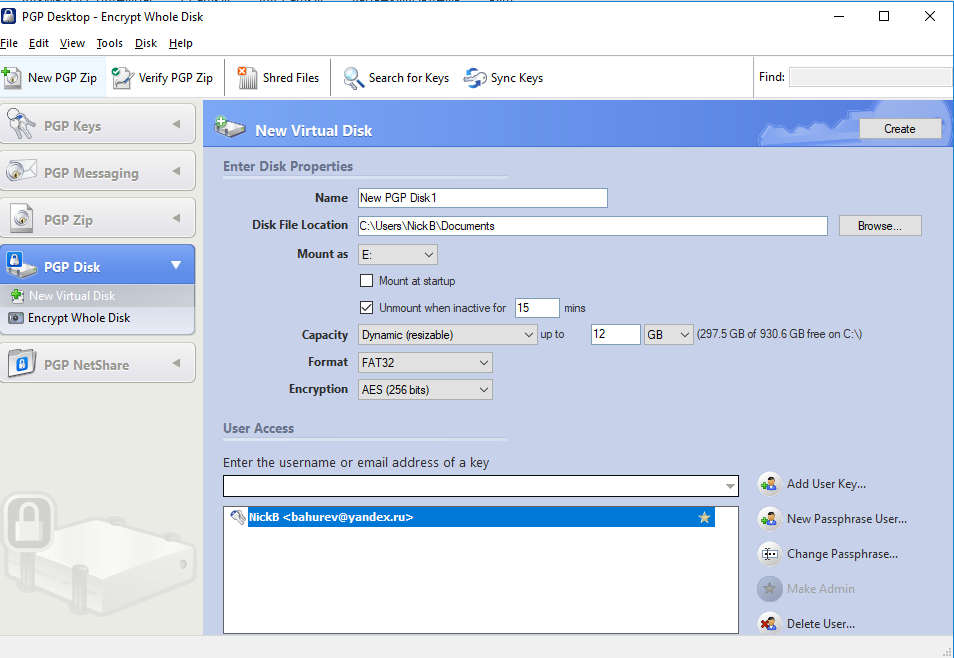 PGP Desktop - Encrypt Whole Disk
File Edit View Tools Disk Help
New PGP Zip Verify PGP Zip Shred Files Search for Keys Sync Keys Find:
PGP Keys
PGP Messaging
PGP Zip
PGP Disk
New Virtual Disk
Encrypt Whole Disk
PGP NetShare
New Virtual Disk Create
Enter Disk Properties
Name New PGP Disk1
Disk File Location C:\Users\NickB\Documents Browse...
Mount as E:
Mount at startup
Unmount when inactive for 15 mins
Capacity Dynamic (resizable) up to 12 GB (297.5 GB of 930.6 GB free on C:\)
Format FAT32
Encryption AES (256 bits)
User Access
Enter the username or email address of a key
NickB <bahurev@yandex.ru>
Add User Key...
New Passphrase User...
Change Passphrase...
Make Admin
Delete User...